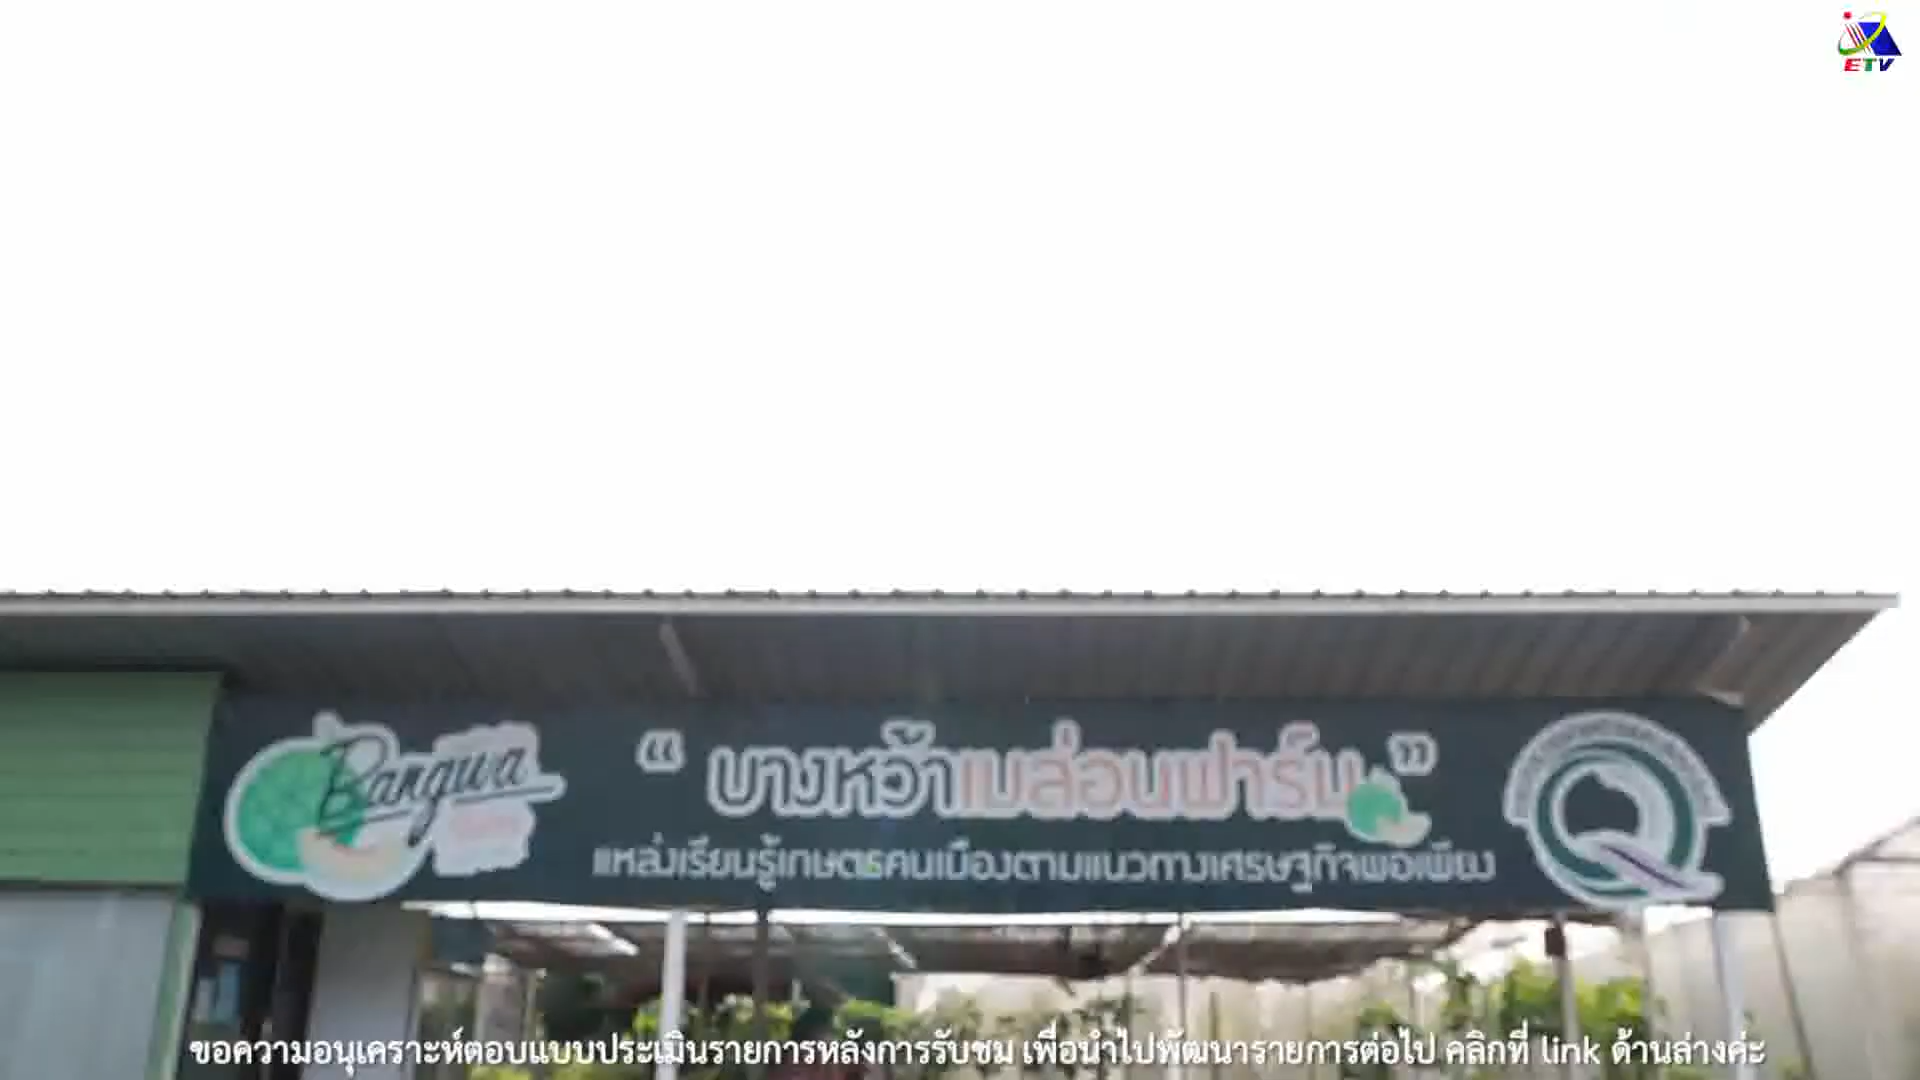 ETV
Bangwa
“ บางหว้าเมล่อนฟาร์ม ”
แหล่งเรียนรู้เกษตรคนเมืองตามแนวทางเศรษฐกิจพอเพียง
Q
ขอความอนุเคราะห์ตอบแบบประเมินรายการหลังการรับชม เพื่อนำไปพัฒนารายการต่อไป คลิกที่ link ด้านล่างค่ะ